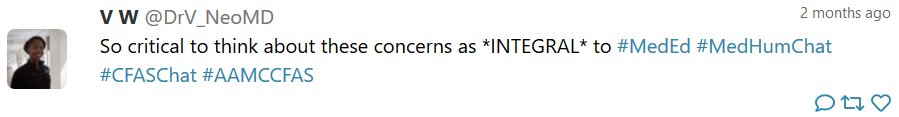 V W @DrV_NeoMD 2 months ago
So critical to think about these concerns as *INTEGRAL* to #MedEd #MedHumChat
#CFASChat #AAMCCFAS